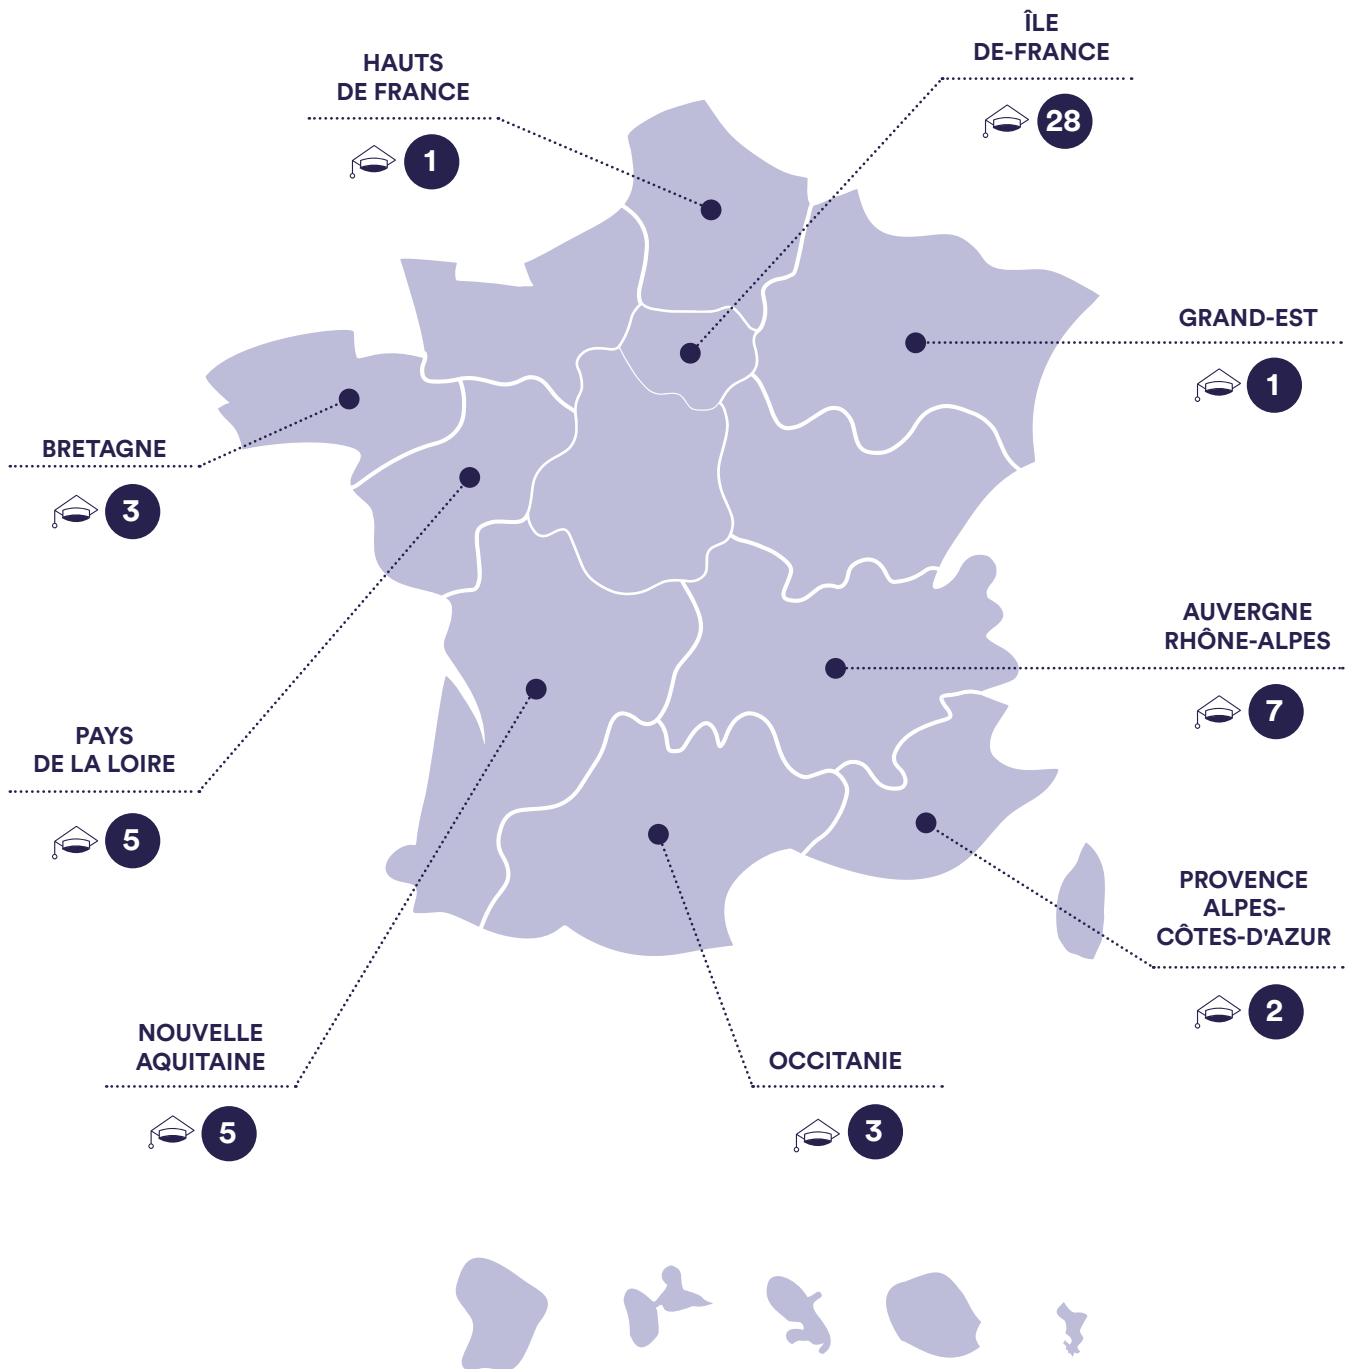 ÎLE
DE-FRANCE
28
HAUTS
DE FRANCE
1
GRAND-EST
1
BRETAGNE
3
AUVERGNE
RHÔNE-ALPES
7
PAYS
DE LA LOIRE
5
PROVENCE
ALPES-
CÔTES-D'AZUR
2
NOUVELLE
AQUITAINE
5
OCCITANIE
3